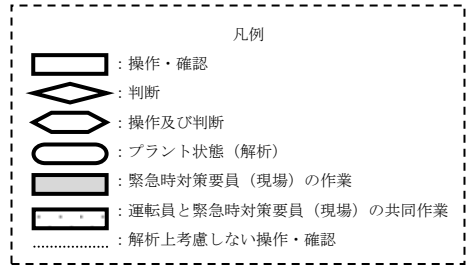 凡例
：操作・確認
：判断
：操作及び判断
：プラント状態（解析）
：緊急時対策要員（現場）の作業
：運転員と緊急時対策要員（現場）の共同作業
：解析上考慮しない操作・確認